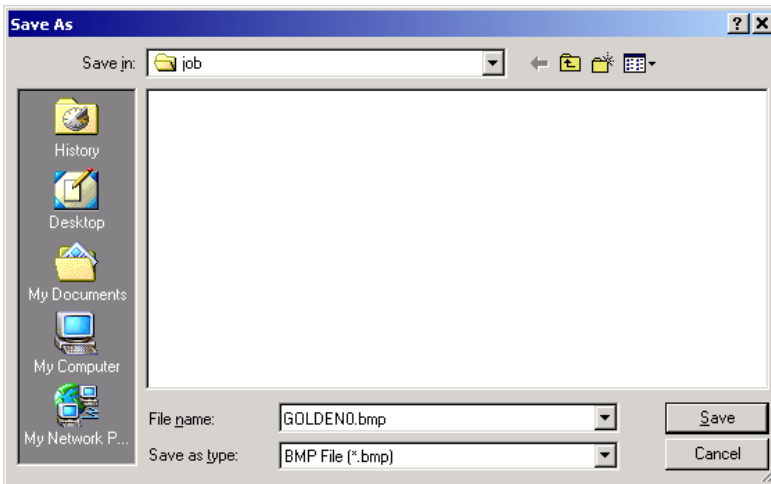 Save As
Save in: job
History
Desktop
My Documents
My Computer
My Network P...
File name: GOLDEN0.bmp Save
Save as type: BMP File (*.bmp) Cancel